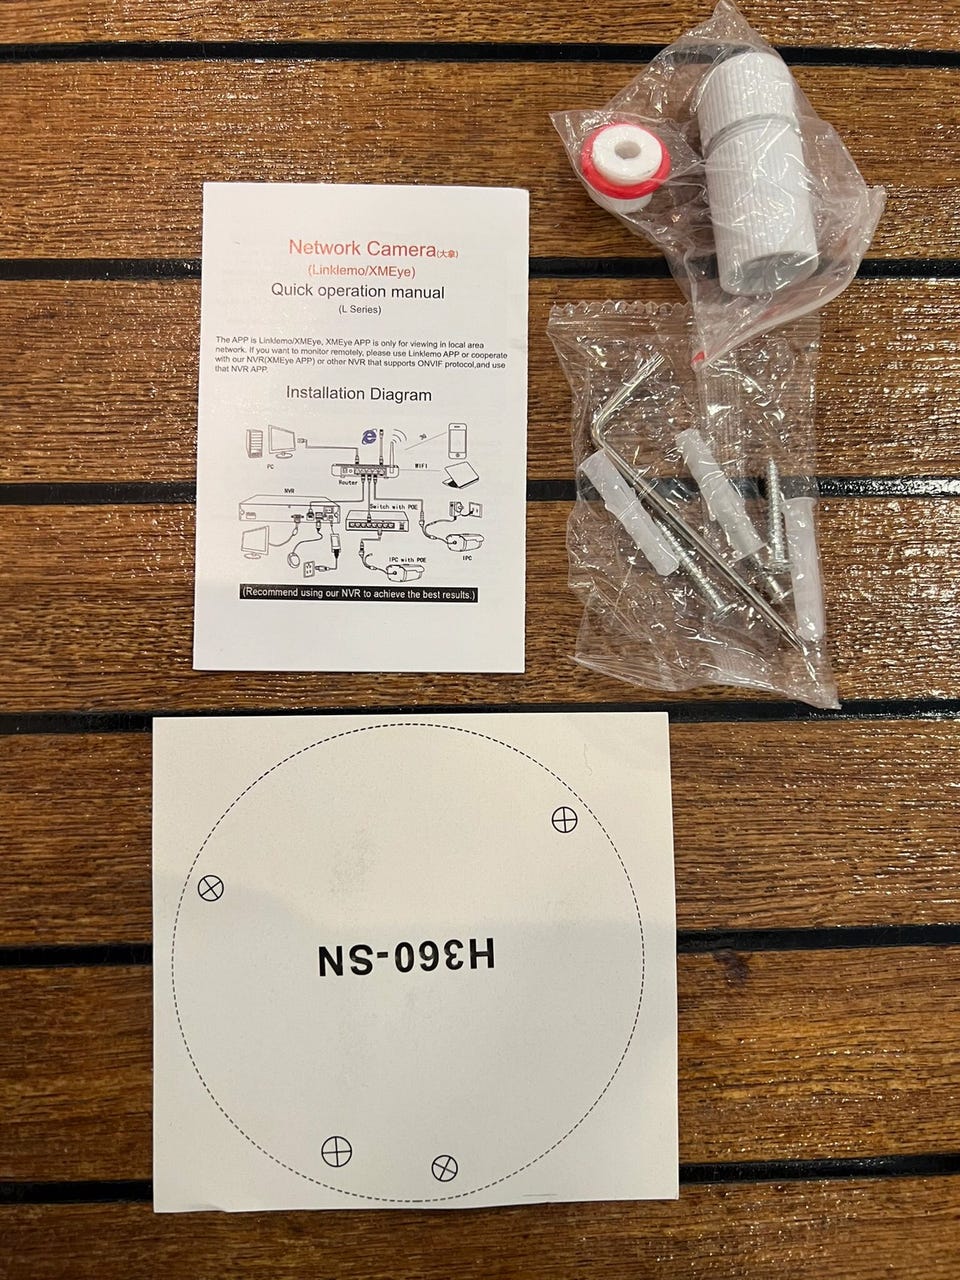 Network Camera(大拿)
(Linklemo/XMEye)
Quick operation manual
(L Series)
The APP is Linklemo/XMEye, XMEye APP is only for viewing in local area
network. If you want to monitor remotely, please use Linklemo APP or cooperate
with our NVR(XMEye APP) or other NVR that supports ONVIF protocol,and use
that NVR APP.
Installation Diagram
PC
Router
WIFI
NVR
Switch with POE
IPC with POE
IPC
(Recommend using our NVR to achieve the best results.)
H360-SN